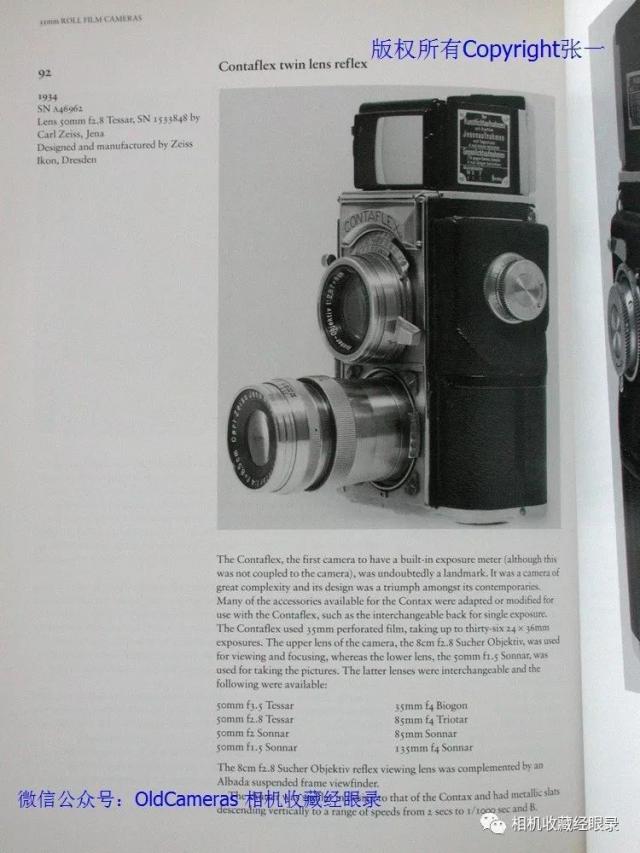 35mm ROLL FILM CAMERAS
版权所有Copyright张一
92
Contaflex twin lens reflex
1934
SN A46962
Lens 50mm f2.8 Tessar, SN 1533848 by
Carl Zeiss, Jena
Designed and manufactured by Zeiss
Ikon, Dresden
Kunstlichtaufnahmen
Innenaufnahmen
CONTAFLEX
Carl Zeiss Jena
The Contaflex, the first camera to have a built-in exposure meter (although this
was not coupled to the camera), was undoubtedly a landmark. It was a camera of
great complexity and its design was a triumph amongst its contemporaries.
Many of the accessories available for the Contax were adapted or modified for
use with the Contaflex, such as the interchangeable back for single exposure.
The Contaflex used 35mm perforated film, taking up to thirty-six 24 × 36mm
exposures. The upper lens of the camera, the 8cm f2.8 Sucher Objektiv, was used
for viewing and focusing, whereas the lower lens, the 50mm f1.5 Sonnar, was
used for taking the pictures. The latter lenses were interchangeable and the
following were available:
50mm f3.5 Tessar
50mm f2.8 Tessar
50mm f2 Sonnar
50mm f1.5 Sonnar
35mm f4 Biogon
85mm f4 Triotar
85mm Sonnar
135mm f4 Sonnar
The 8cm f2.8 Sucher Objektiv reflex viewing lens was complemented by an
Albada suspended frame viewfinder.
微信公众号：OldCameras 相机收藏经眼录
to that of the Contax and had metallic slats
descending vertically to a range of speeds from 2 secs to 1/1000 sec and B.
相机收藏经眼录